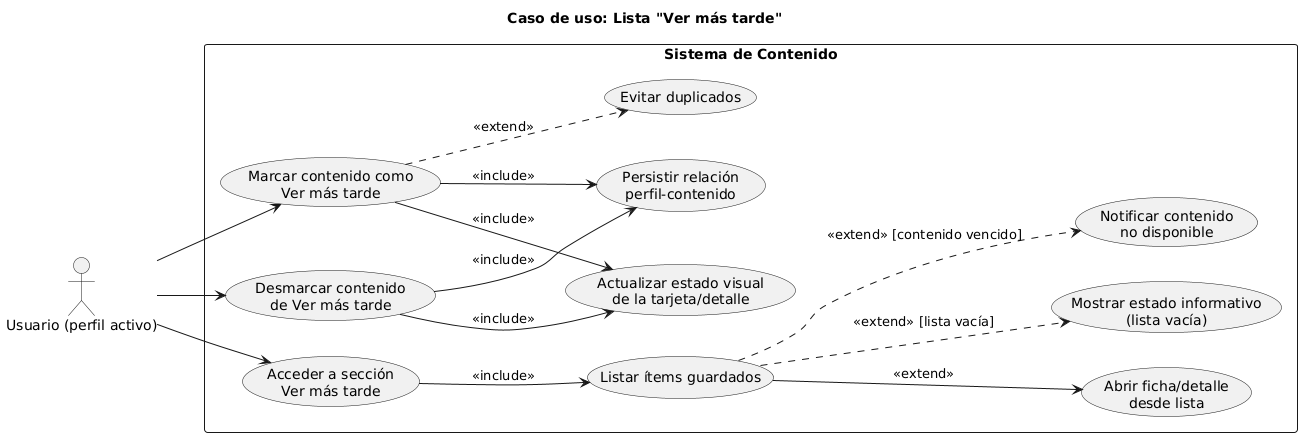 Caso de uso: Lista "Ver más tarde"
Sistema de Contenido
Evitar duplicados
«extend»
Marcar contenido como
Ver más tarde
«include»
Persistir relación
perfil-contenido
«include»
Notificar contenido
no disponible
«extend» [contenido vencido]
«include»
Desmarcar contenido
de Ver más tarde
Actualizar estado visual
de la tarjeta/detalle
Usuario (perfil activo)
«include»
«extend» [lista vacía]
Mostrar estado informativo
(lista vacía)
Acceder a sección
Ver más tarde
«include»
Listar ítems guardados
«extend»
Abrir ficha/detalle
desde lista